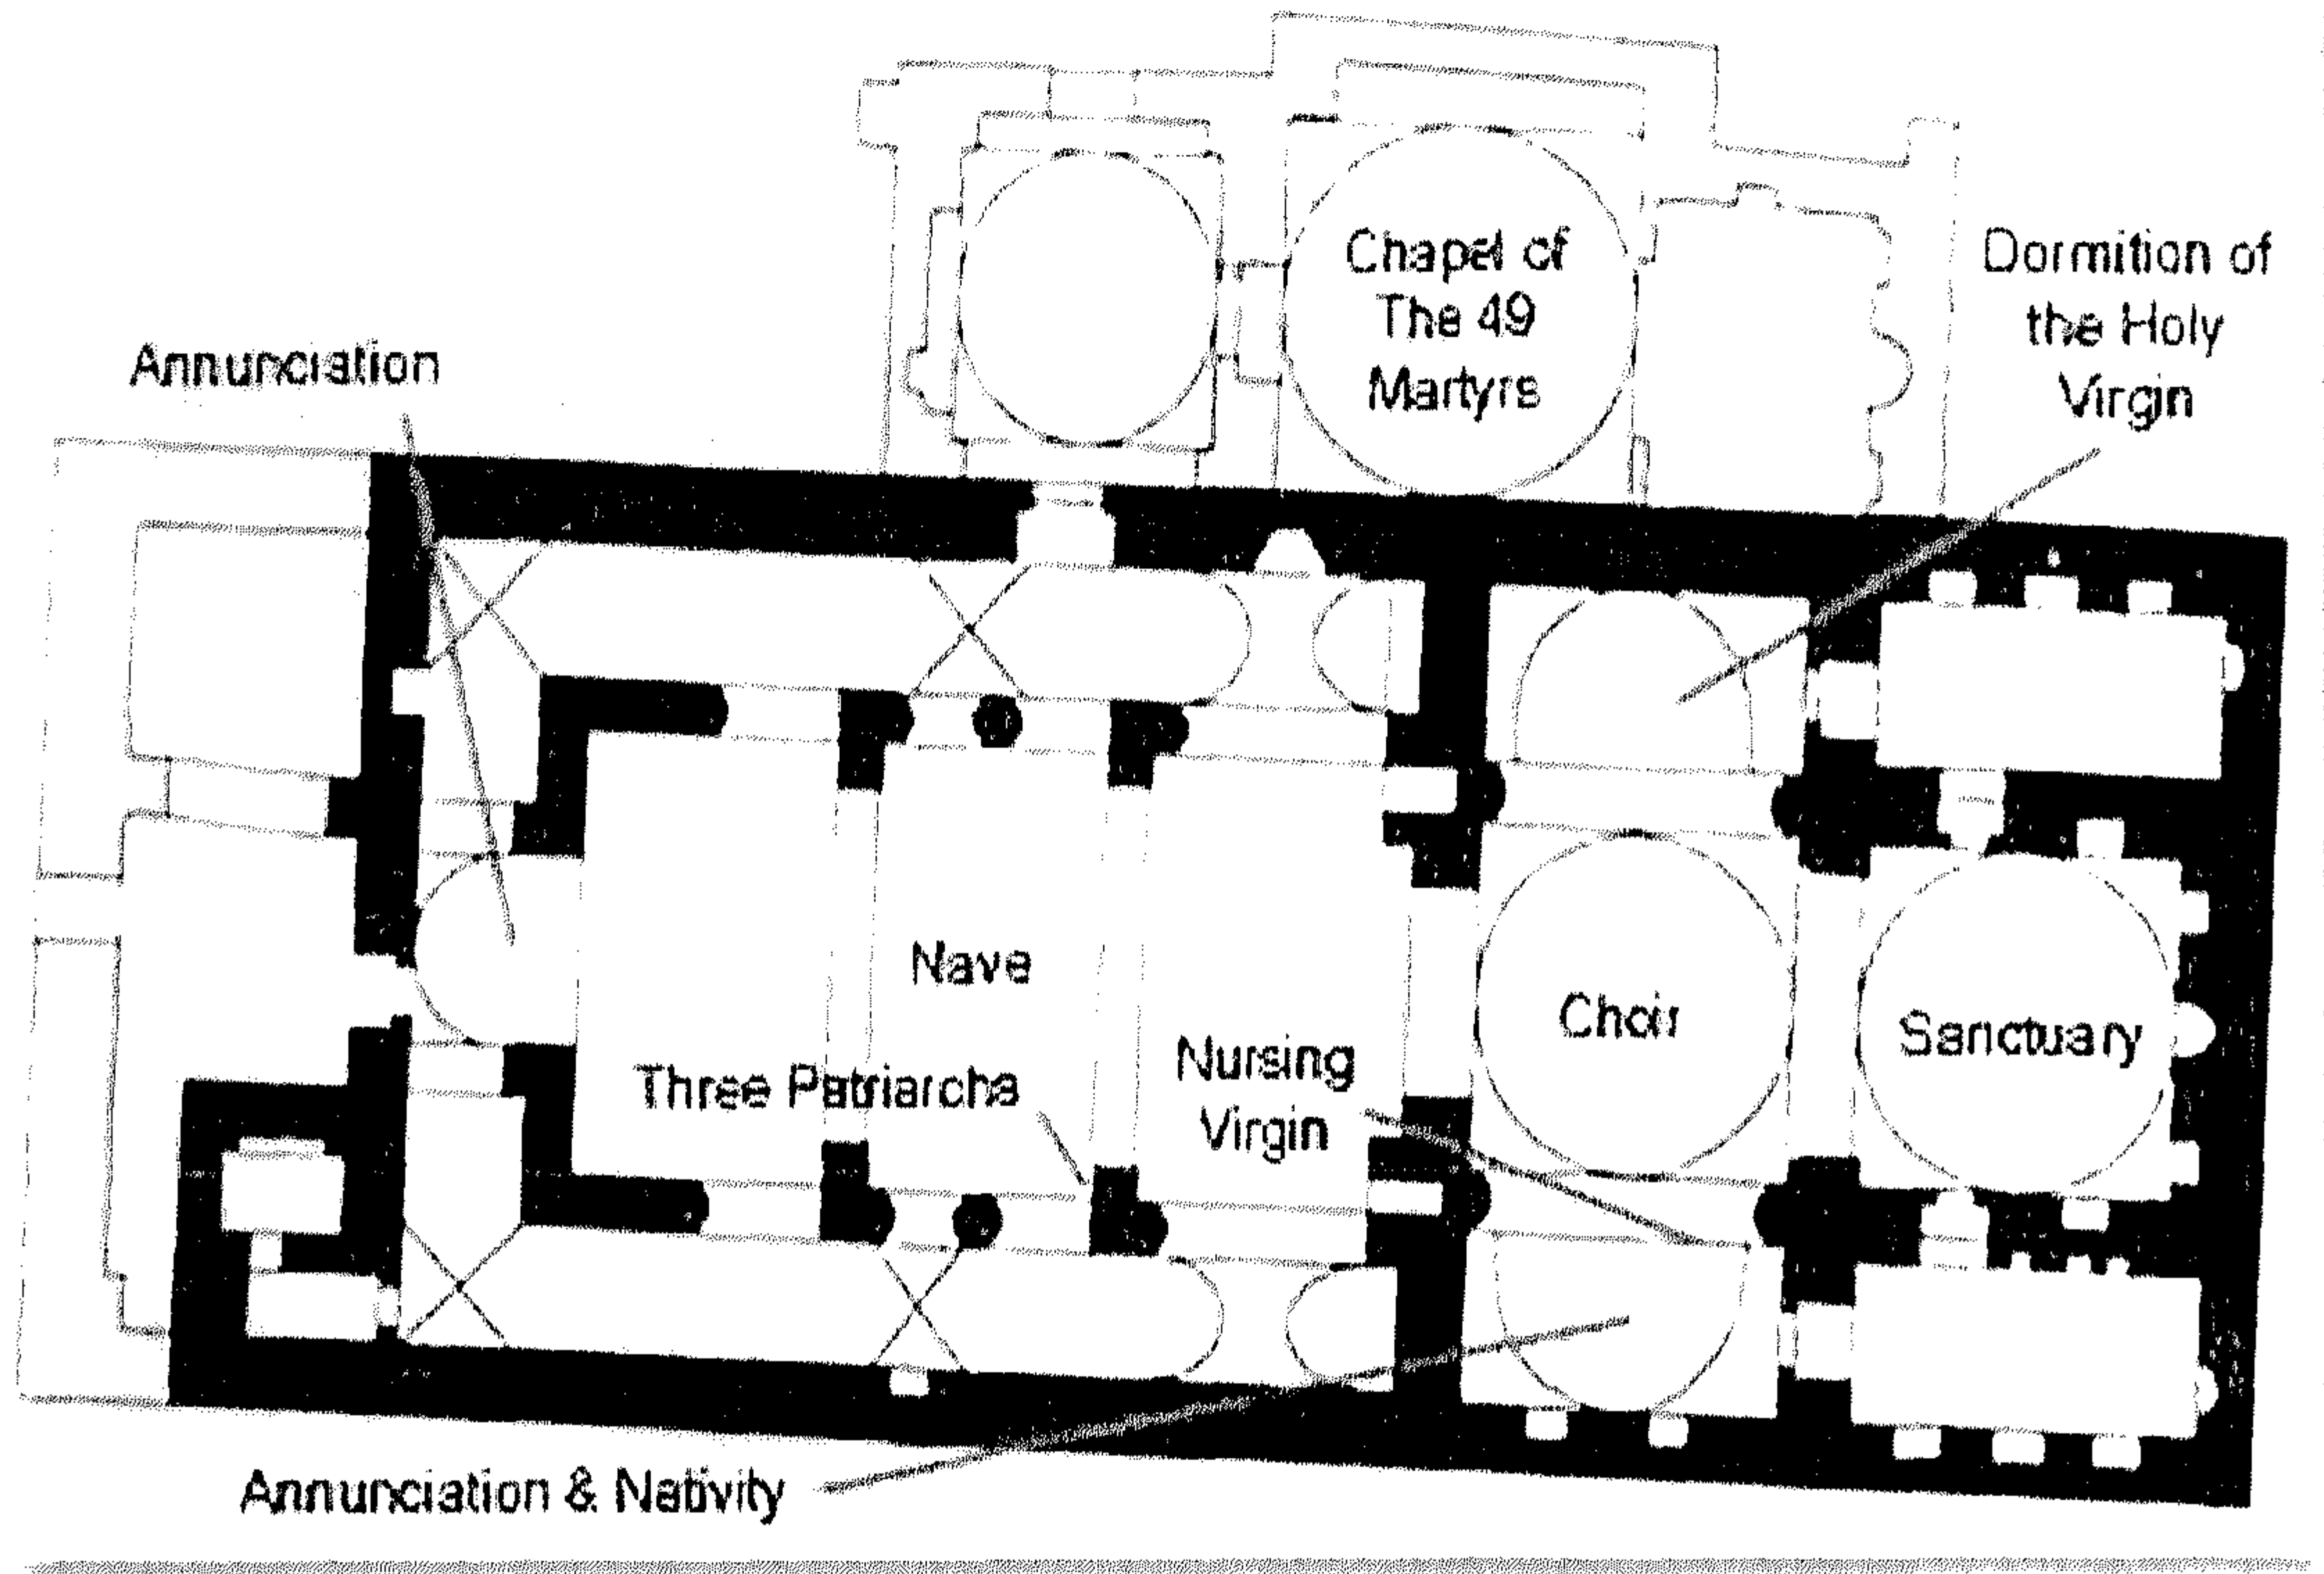 Chapel of
The 49
Martyrs
Dormition of
the Holy
Virgin
Annunciation
Nave
Choir
Sanctuary
Three Patriarchs
Nursing
Virgin
Annunciation & Nativity